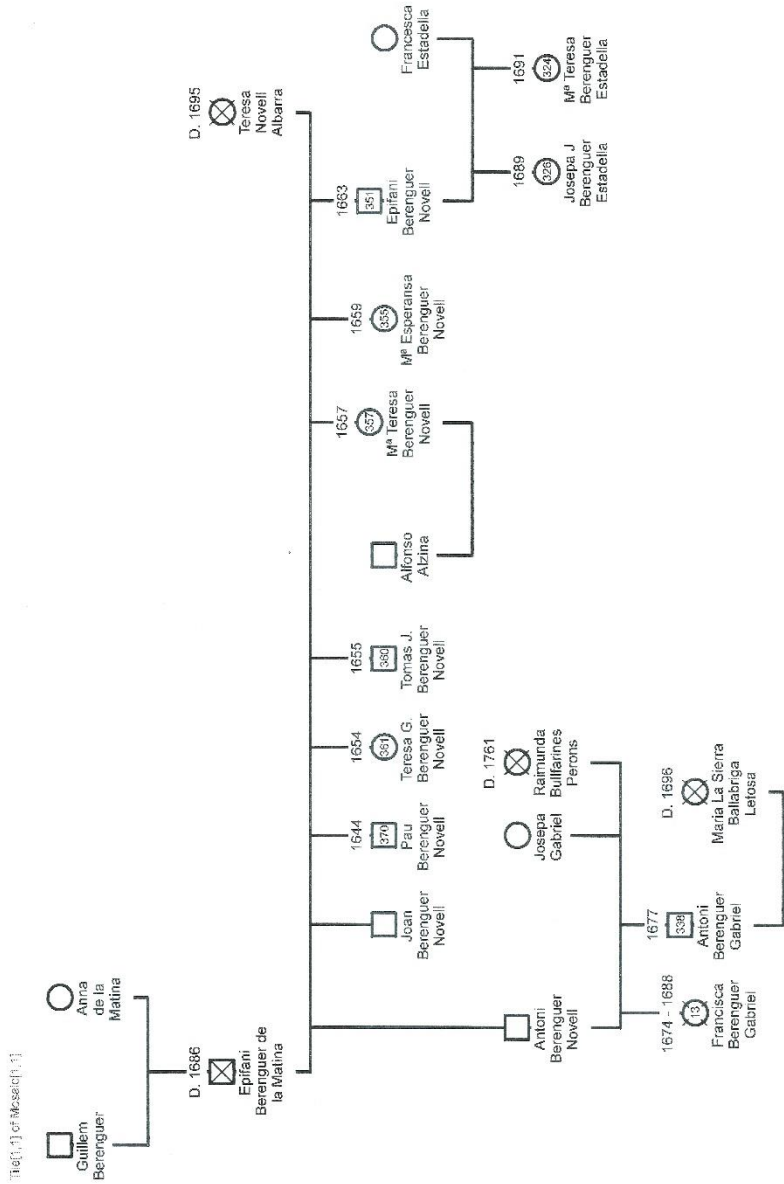 Tile[1,1] of Mosaic[1,1]
Guillem
Berenguer
Anna
de la
Matina
D. 1686
Epifani
Berenguer de
la Matina
D. 1695
Teresa
Novell
Albarra
Antoni
Berenguer
Novell
Joan
Berenguer
Novell
1644
370
Pau
Berenguer
Novell
1654
361
Teresa G.
Berenguer
Novell
1655
360
Tomas J.
Berenguer
Novell
Alfonso
Alzina
1657
357
Mª Teresa
Berenguer
Novell
1659
355
Mª Esperansa
Berenguer
Novell
1663
351
Epifani
Berenguer
Novell
Francesca
Estadella
Josepa
Gabriel
D. 1761
Raimunda
Bullfarines
Perons
1674 - 1688
13
Francisca
Berenguer
Gabriel
1677
338
Antoni
Berenguer
Gabriel
D. 1696
Maria La Sierra
Ballabriga
Letosa
1689
326
Josepa J
Berenguer
Estadella
1691
324
Mª Teresa
Berenguer
Estadella